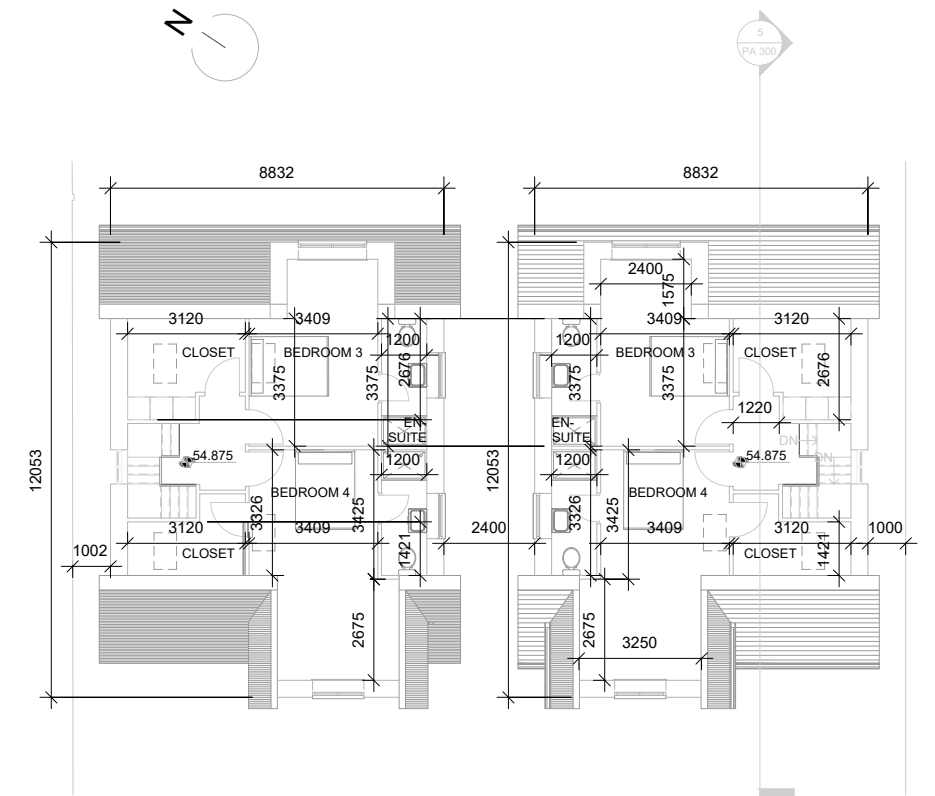 N
5
PA 300
8832
8832
2400
1575
3120
3409
3409
3120
CLOSET
BEDROOM 3
1200
1200
BEDROOM 3
CLOSET
3375
3375
2676
3375
3375
2676
1220
EN-
SUITE
EN-
SUITE
DN
54.875
54.875
DN
1200
1200
12053
12053
BEDROOM 4
BEDROOM 4
3326
3425
3326
3425
3120
3409
2400
3409
3120
1000
1002
CLOSET
1421
CLOSET
1421
2675
2675
3250